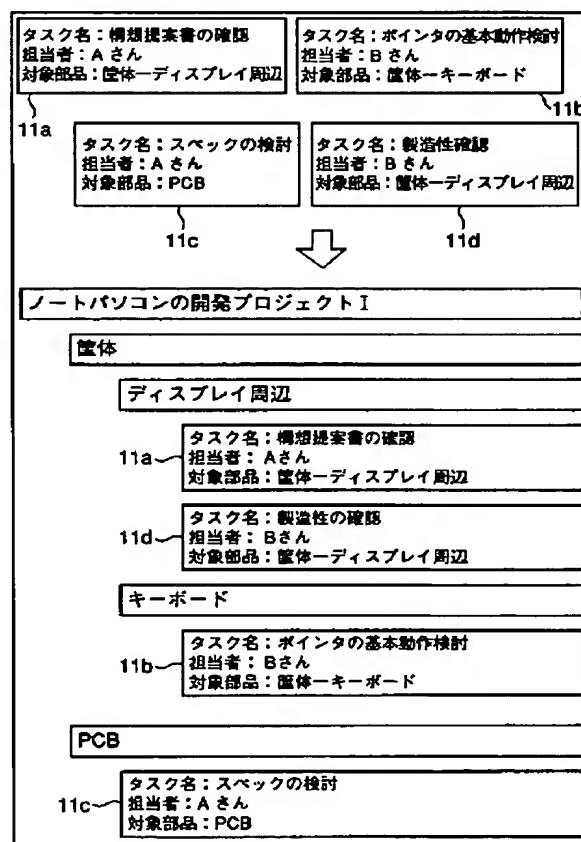 タスク名：構想提案書の確認
担当者：Aさん
対象部品：筐体ーディスプレイ周辺
11a
タスク名：ポインタの基本動作検討
担当者：Bさん
対象部品：筐体ーキーボード
11b
タスク名：スペックの検討
担当者：Aさん
対象部品：PCB
11c
タスク名：製造性確認
担当者：Bさん
対象部品：筐体ーディスプレイ周辺
11d
ノートパソコンの開発プロジェクトI
筐体
ディスプレイ周辺
11a
タスク名：構想提案書の確認
担当者：Aさん
対象部品：筐体ーディスプレイ周辺
11d
タスク名：製造性の確認
担当者：Bさん
対象部品：筐体ーディスプレイ周辺
キーボード
11b
タスク名：ポインタの基本動作検討
担当者：Bさん
対象部品：筐体ーキーボード
PCB
11c
タスク名：スペックの検討
担当者：Aさん
対象部品：PCB